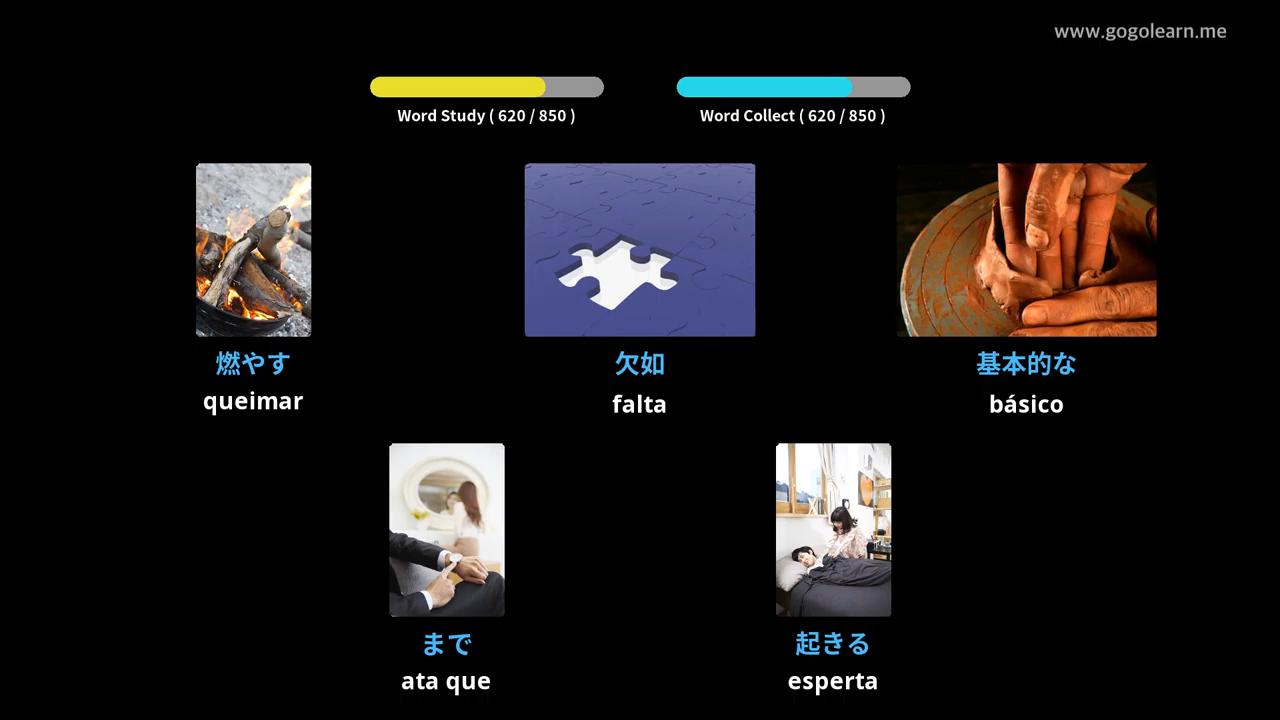 www.gogolearn.me
Word Study ( 620 / 850 )
Word Collect ( 620 / 850 )
燃やす
queimar
欠如
falta
基本的な
básico
まで
ata que
起きる
esperta